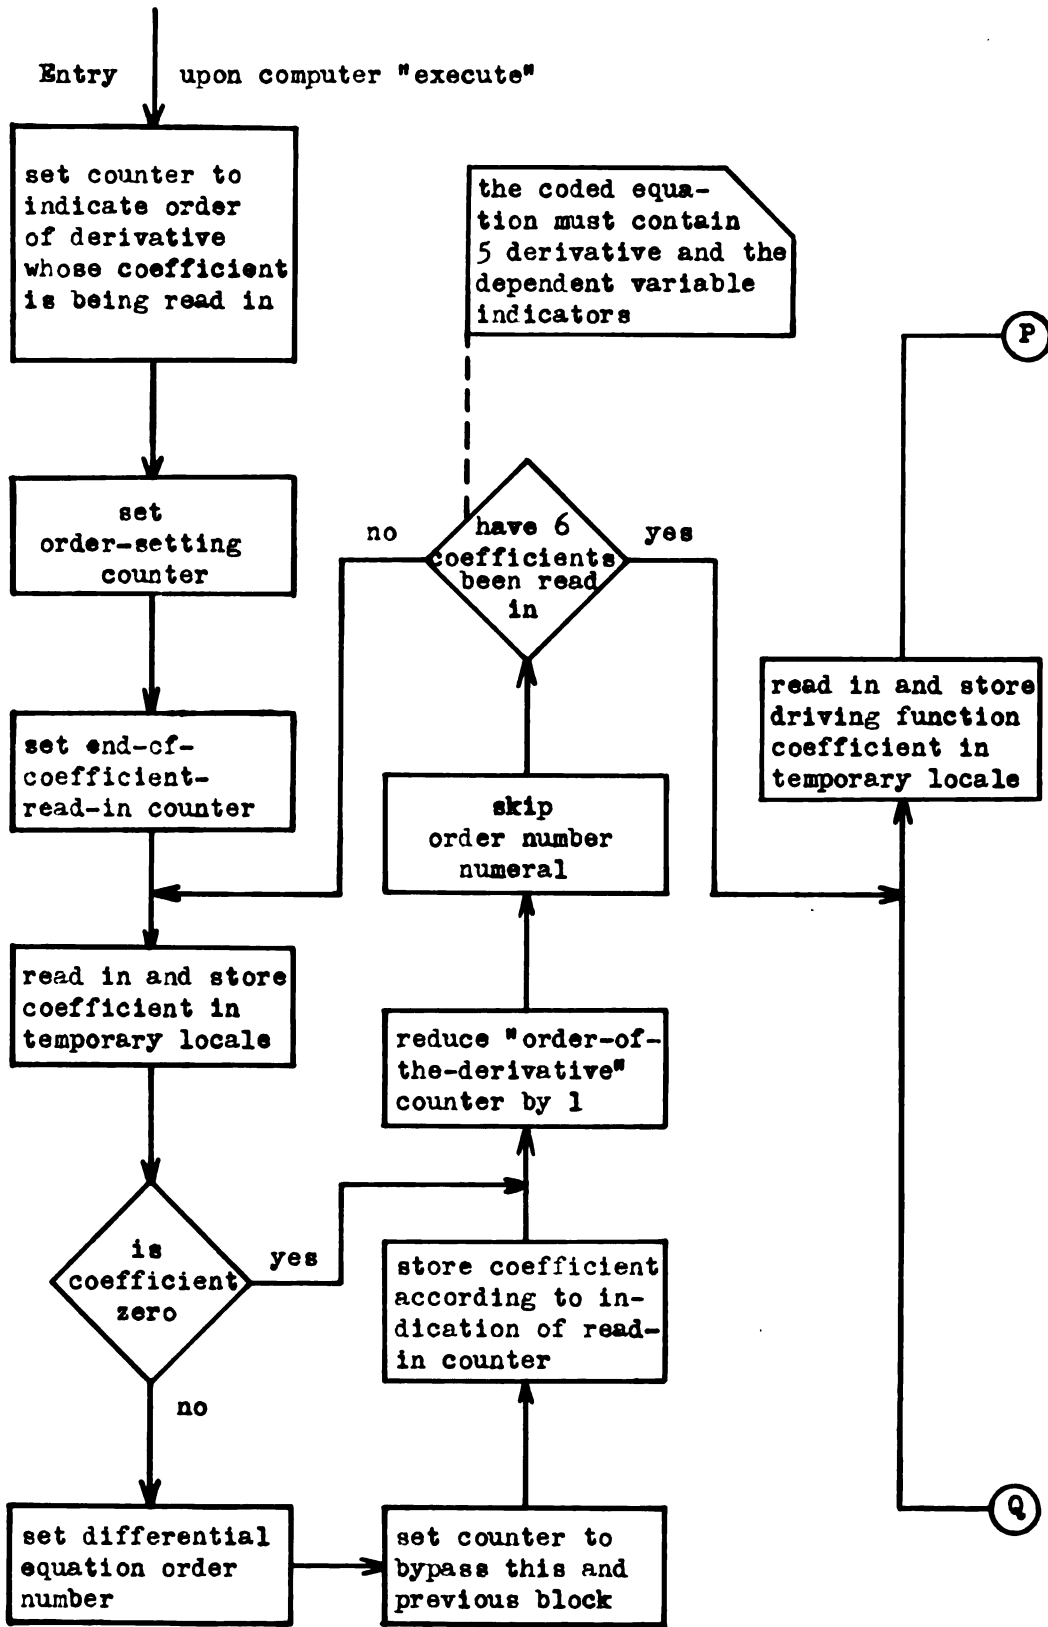 Entry upon computer "execute"
set counter to
indicate order
of derivative
whose coefficient
is being read in
the coded equa-
tion must contain
5 derivative and the
dependent variable
indicators
P
set
order-setting
counter
no
have 6
coefficients
been read
in
yes
read in and store
driving function
coefficient in
temporary locale
set end-of-
coefficient-
read-in counter
skip
order number
numeral
read in and store
coefficient in
temporary locale
reduce "order-of-
the-derivative"
counter by 1
is
coefficient
zero
yes
no
store coefficient
according to in-
dication of read-
in counter
set differential
equation order
number
set counter to
bypass this and
previous block
Q